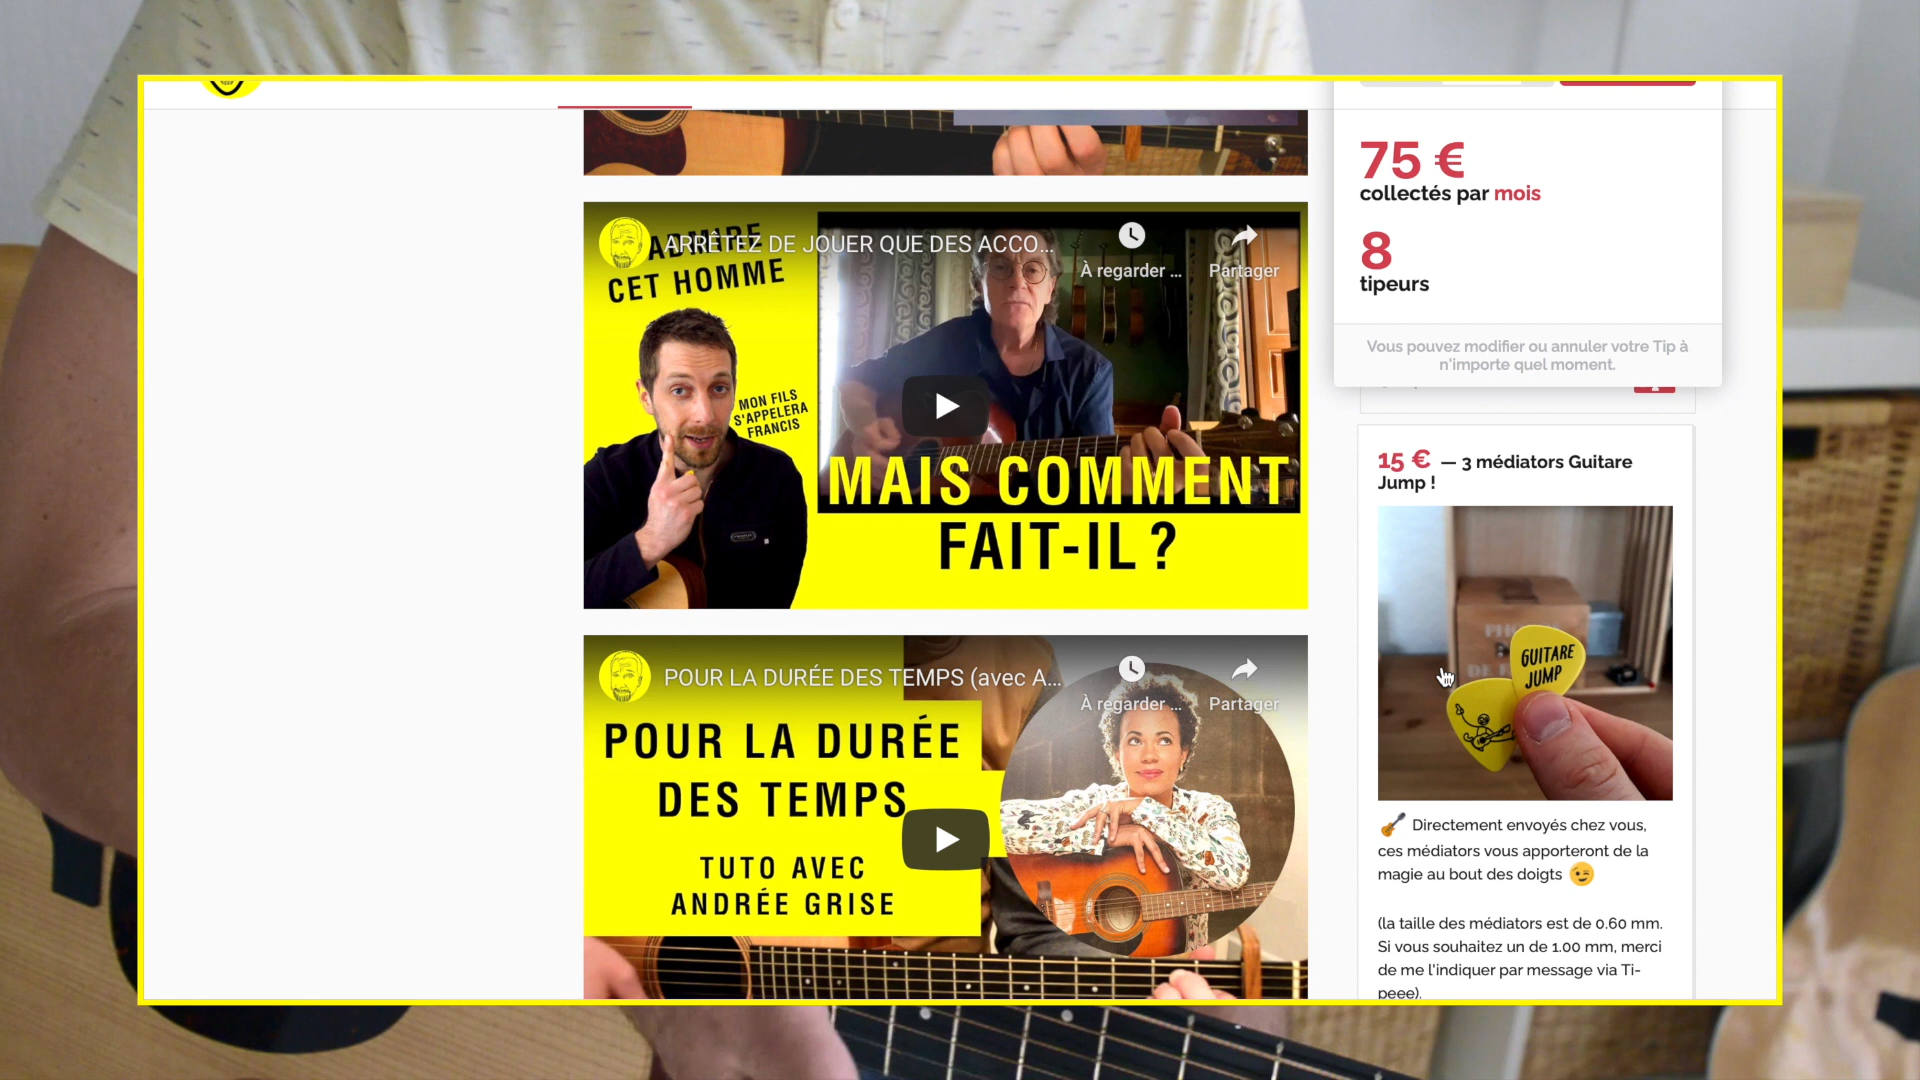 ADMIRE
CET HOMME
ARRÊTEZ DE JOUER QUE DES ACCO...
À regarder ...
Partager
MON FILS
S'APPELERA
FRANCIS
MAIS COMMENT
FAIT-IL ?
POUR LA DURÉE DES TEMPS (avec A...
À regarder ...
Partager
POUR LA DURÉE
DES TEMPS
TUTO AVEC
ANDRÉE GRISE
75 €
collectés par mois
8
tipeurs
Vous pouvez modifier ou annuler votre Tip à
n'importe quel moment.
15 € — 3 médiators Guitare
Jump !
GUITARE
JUMP
Directement envoyés chez vous,
ces médiators vous apporteront de la
magie au bout des doigts
(la taille des médiators est de 0.60 mm.
Si vous souhaitez un de 1.00 mm, merci
de me l'indiquer par message via Ti-
peee).